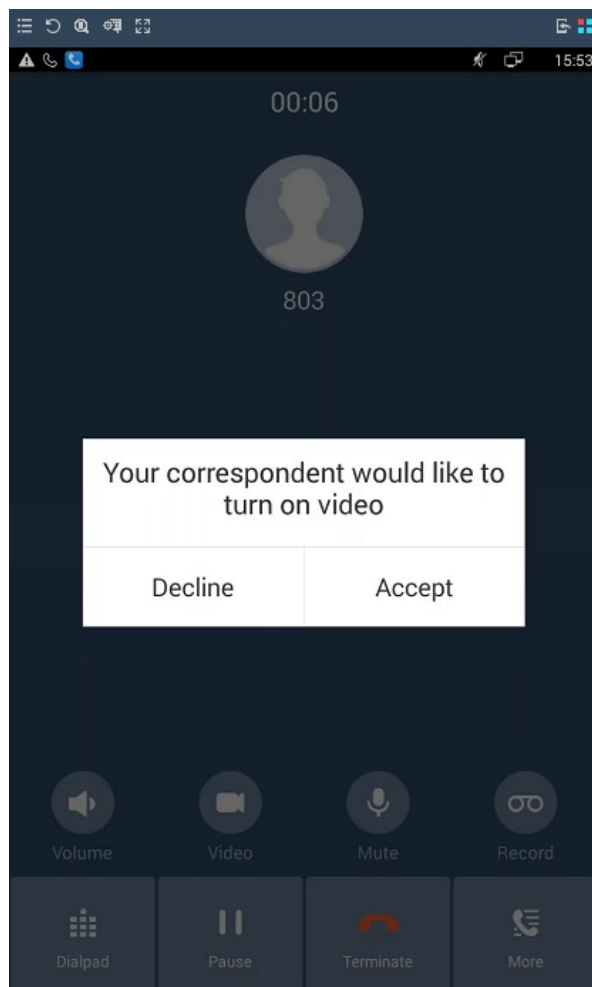 15:53
00:06
803
Your correspondent would like to
turn on video
Decline
Accept
Volume
Video
Mute
Record
Dialpad
Pause
Terminate
More